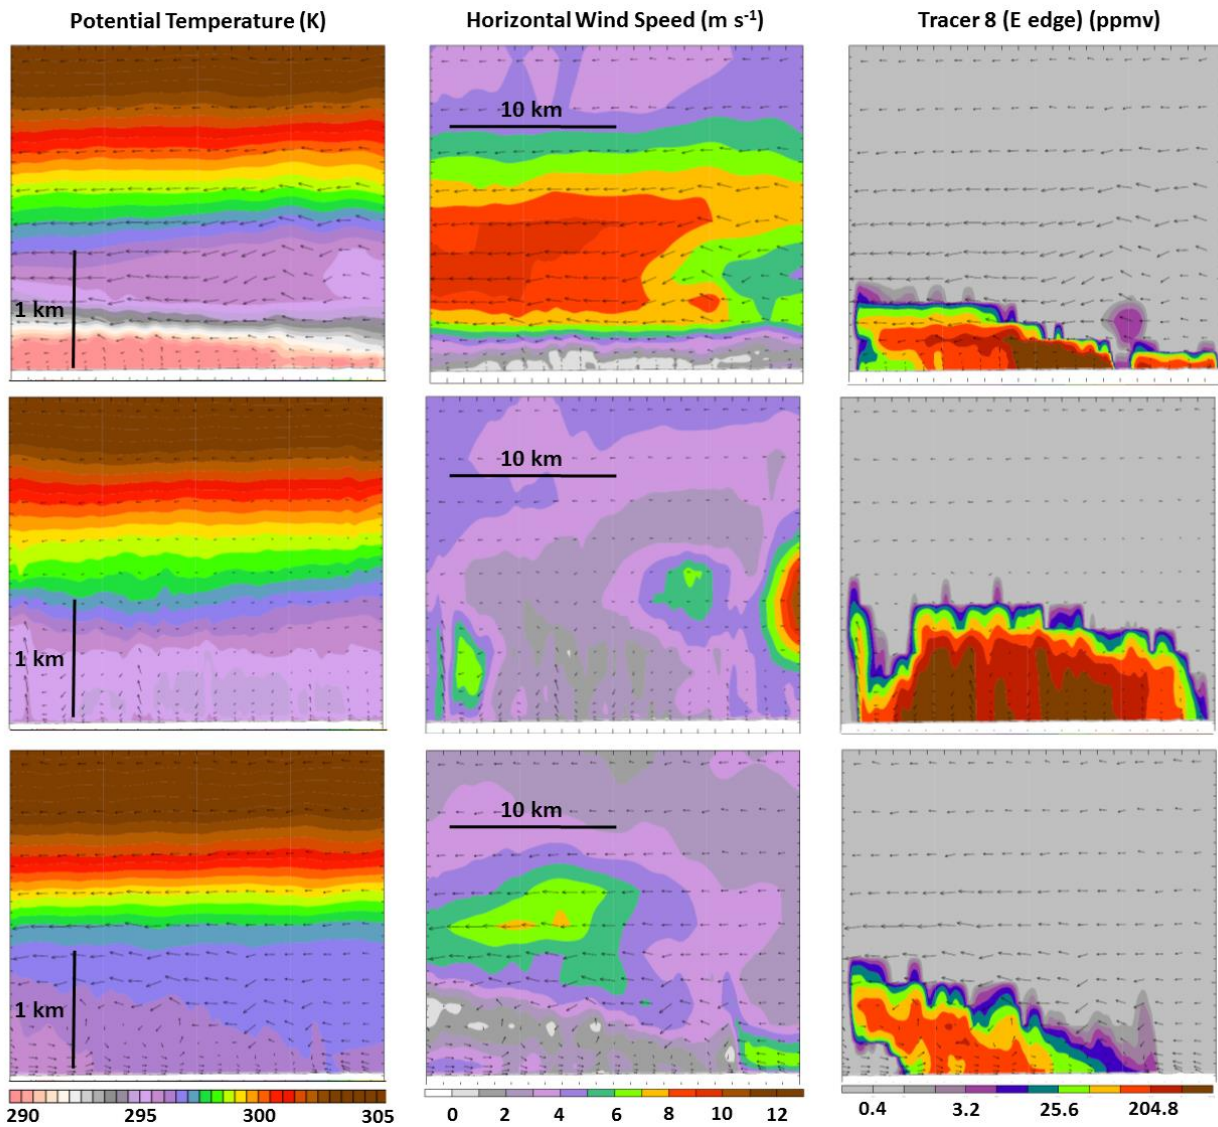 Potential Temperature (K)
Horizontal Wind Speed (m s⁻¹)
Tracer 8 (E edge) (ppmv)
1 km
10 km
1 km
10 km
1 km
10 km
290 295 300 305
0 2 4 6 8 10 12
0.4 3.2 25.6 204.8